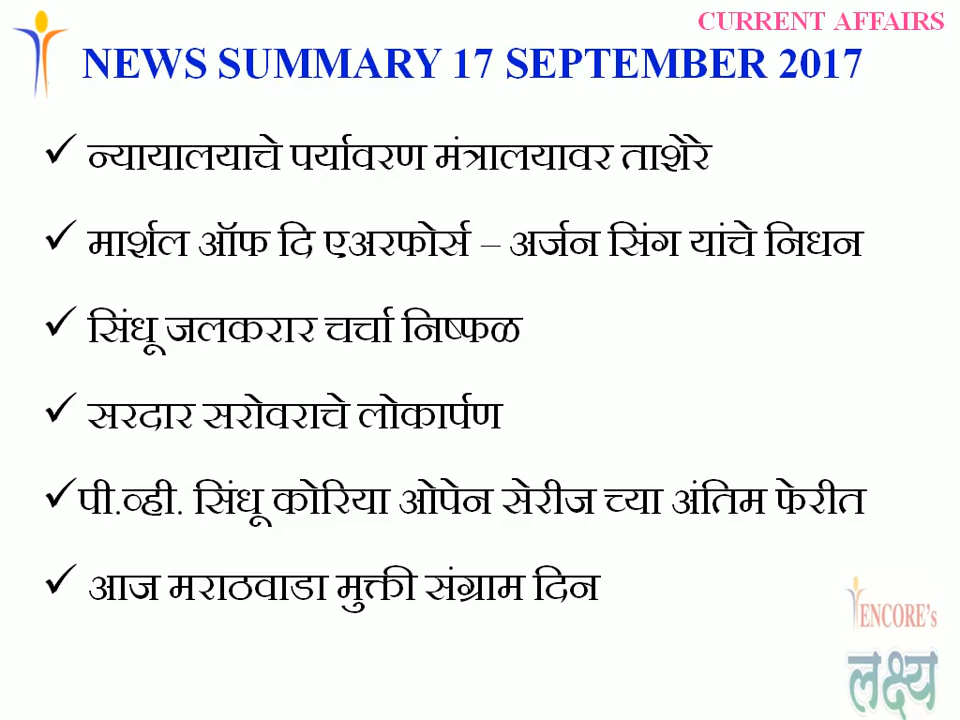 CURRENT AFFAIRS
NEWS SUMMARY 17 SEPTEMBER 2017
✓ न्यायालयाचे पर्यावरण मंत्रालयावर ताशेरे
✓ मार्शल ऑफ दि एअरफोर्स – अर्जन सिंग यांचे निधन
✓ सिंधू जलकरार चर्चा निष्फळ
✓ सरदार सरोवराचे लोकार्पण
✓ पी.व्ही. सिंधू कोरिया ओपेन सेरीज च्या अंतिम फेरीत
✓ आज मराठवाडा मुक्ती संग्राम दिन
ENCORE's
लक्ष्य